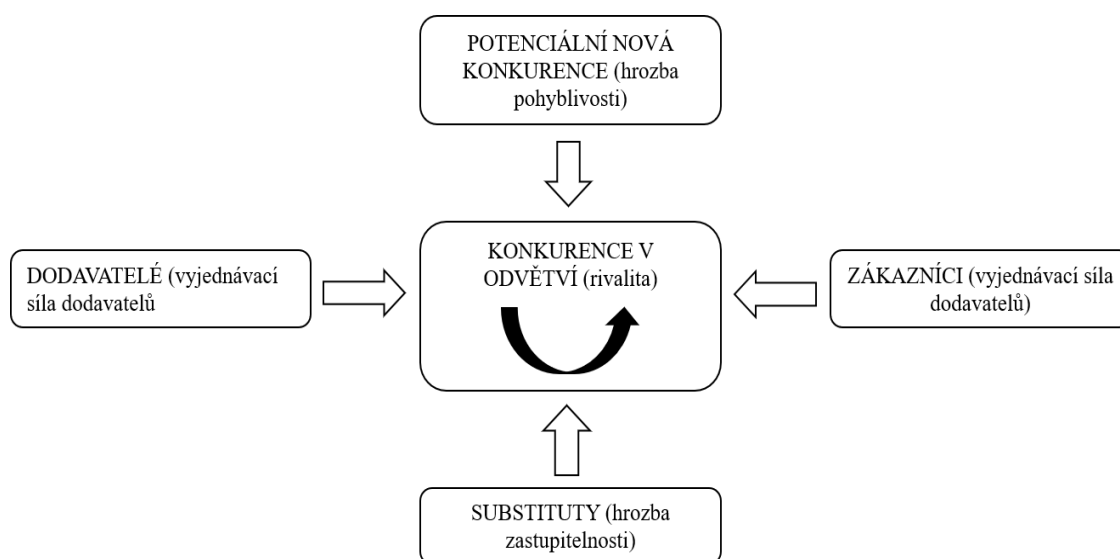 POTENCIÁLNÍ NOVÁ
KONKURENCE (hrozba
pohyblivosti)
KONKURENCE V
ODVĚTVÍ (rivalita)
DODAVATELÉ (vyjednávací
síla dodavatelů
ZÁKAZNÍCI (vyjednávací síla
dodavatelů)
SUBSTITUTY (hrozba
zastupitelnosti)